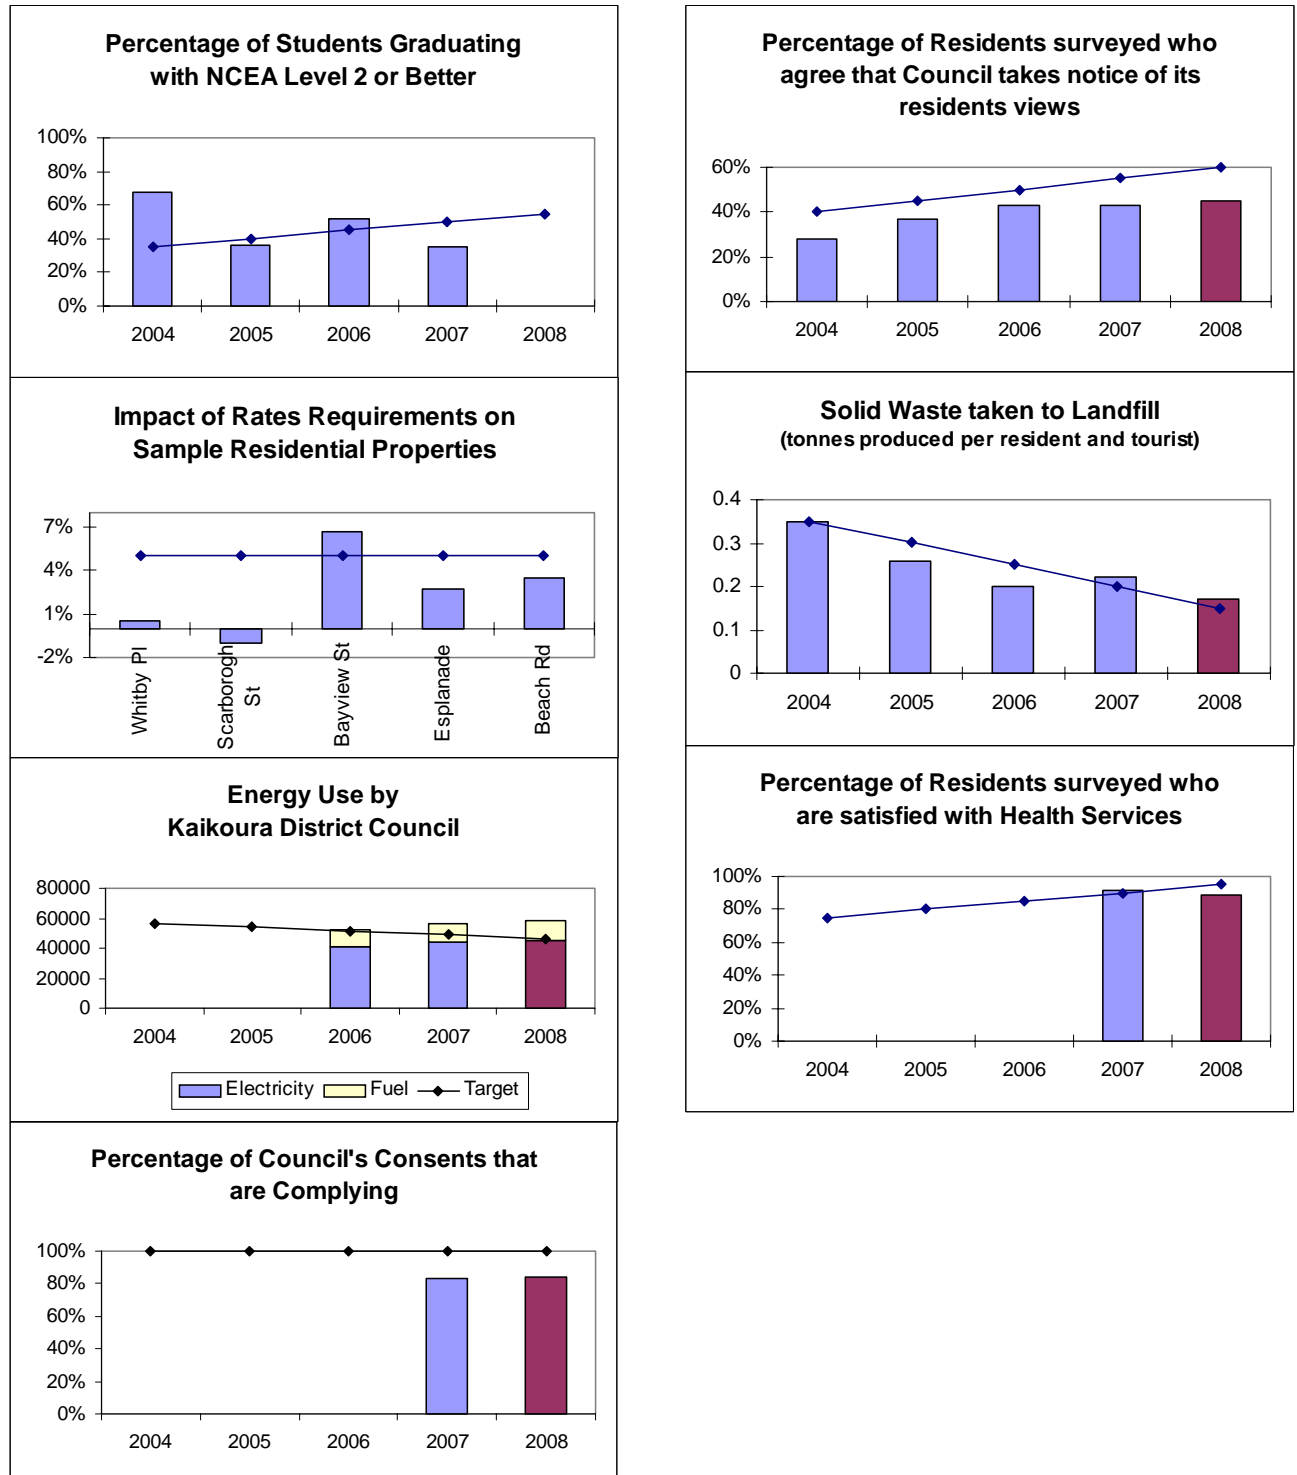 Percentage of Students Graduating
with NCEA Level 2 or Better
100%
80%
60%
40%
20%
0%
2004 2005 2006 2007 2008
Impact of Rates Requirements on
Sample Residential Properties
7%
4%
1%
-2%
Whitby Pl
Scarborogh
St
Bayview St
Esplanade
Beach Rd
Energy Use by
Kaikoura District Council
80000
60000
40000
20000
0
2004 2005 2006 2007 2008
Electricity Fuel Target
Percentage of Council's Consents that
are Complying
100%
80%
60%
40%
20%
0%
2004 2005 2006 2007 2008
Percentage of Residents surveyed who
agree that Council takes notice of its
residents views
60%
40%
20%
0%
2004 2005 2006 2007 2008
Solid Waste taken to Landfill
(tonnes produced per resident and tourist)
0.4
0.3
0.2
0.1
0
2004 2005 2006 2007 2008
Percentage of Residents surveyed who
are satisfied with Health Services
100%
80%
60%
40%
20%
0%
2004 2005 2006 2007 2008